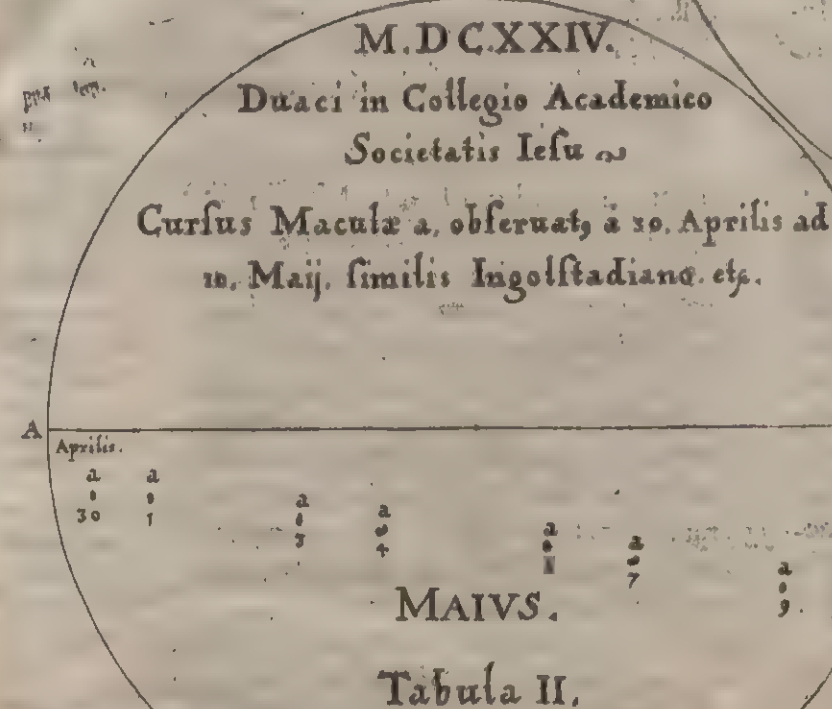 M.DCXXIV.
Duaci in Collegio Academico
Societatis Ieſu
Curſus Maculæ a, obſeruat, à 30. Aprilis ad
10. Maij. ſimilis Ingolſtadianæ. etc.
A
Aprilis.
a a a a a a a
30 1 3 4 7 9.
MAIVS.
Tabula II.